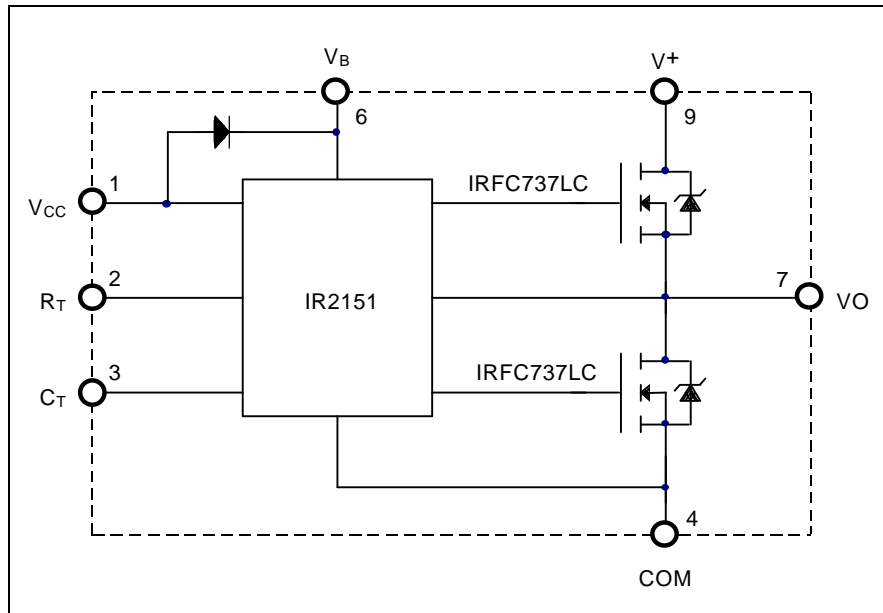 VB
V+
6
9
1
IRFC737LC
VCC
2
7
RT
IR2151
VO
3
IRFC737LC
CT
4
COM